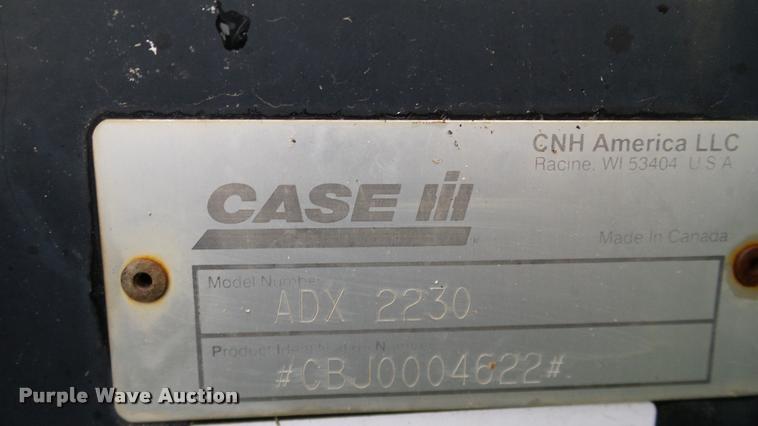 CNH America LLC
Racine, WI 53404 U S A
CASE IH
Made In Canada
Model Number
ADX 2230
Product Identification Number
#CBJ0004622#
Purple Wave Auction